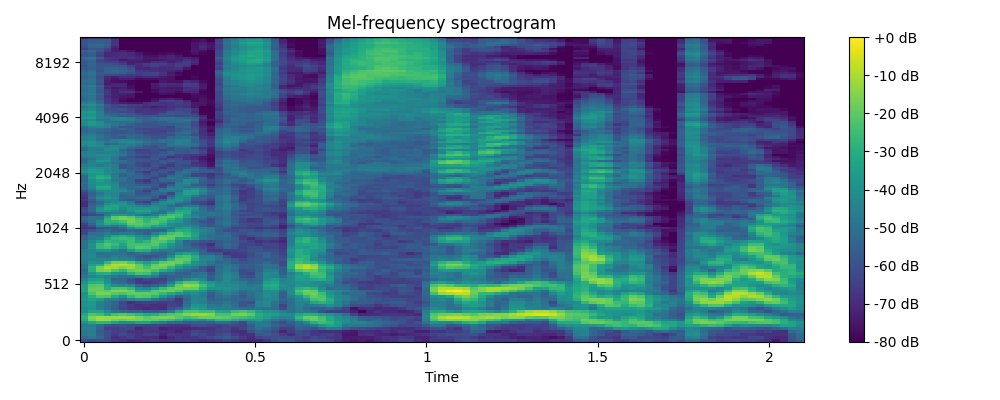 Mel-frequency spectrogram
Hz
8192
4096
2048
1024
512
0
0
0.5
1
1.5
2
Time
+0 dB
-10 dB
-20 dB
-30 dB
-40 dB
-50 dB
-60 dB
-70 dB
-80 dB